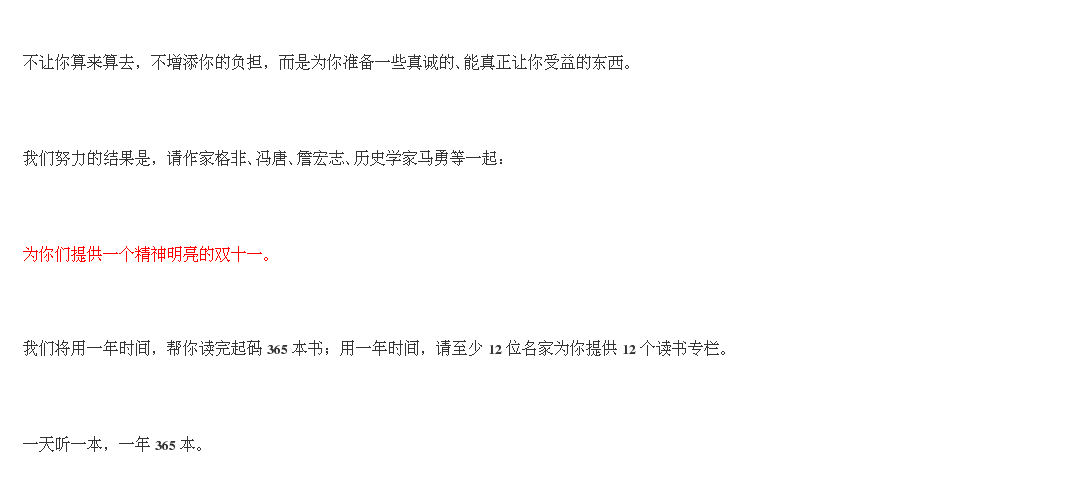 不让你算来算去，不增添你的负担，而是为你准备一些真诚的、能真正让你受益的东西。
我们努力的结果是，请作家格非、冯唐、詹宏志、历史学家马勇等一起：
为你们提供一个精神明亮的双十一。
我们将用一年时间，帮你读完起码 365 本书；用一年时间，请至少 12 位名家为你提供 12 个读书专栏。
一天听一本，一年 365 本。